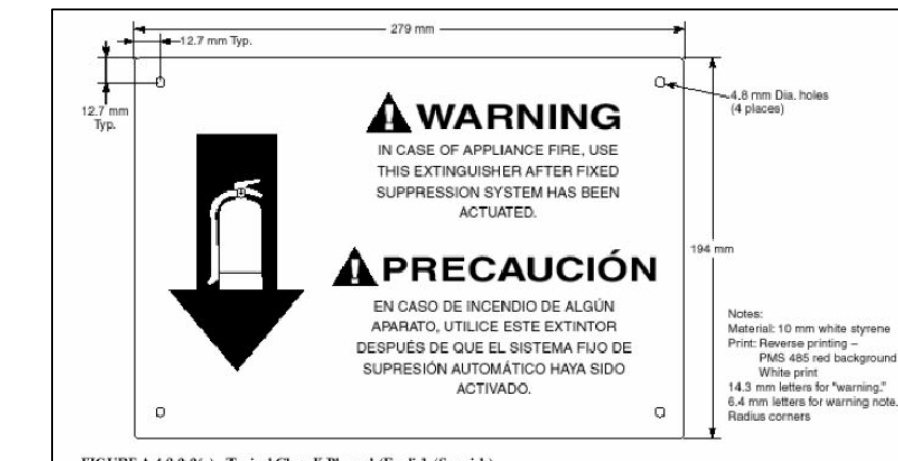 279 mm
12.7 mm Typ.
12.7 mm
Typ.
4.8 mm Dia. holes
(4 places)
WARNING
IN CASE OF APPLIANCE FIRE, USE
THIS EXTINGUISHER AFTER FIXED
SUPPRESSION SYSTEM HAS BEEN
ACTUATED.
194 mm
PRECAUCIÓN
EN CASO DE INCENDIO DE ALGÚN
APARATO, UTILICE ESTE EXTINTOR
DESPUÉS DE QUE EL SISTEMA FIJO DE
SUPRESIÓN AUTOMÁTICO HAYA SIDO
ACTIVADO.
Notes:
Material: 10 mm white styrene
Print: Reverse printing –
PMS 485 red background
White print
14.3 mm letters for "warning."
6.4 mm letters for warning note.
Radius corners
FIGURE